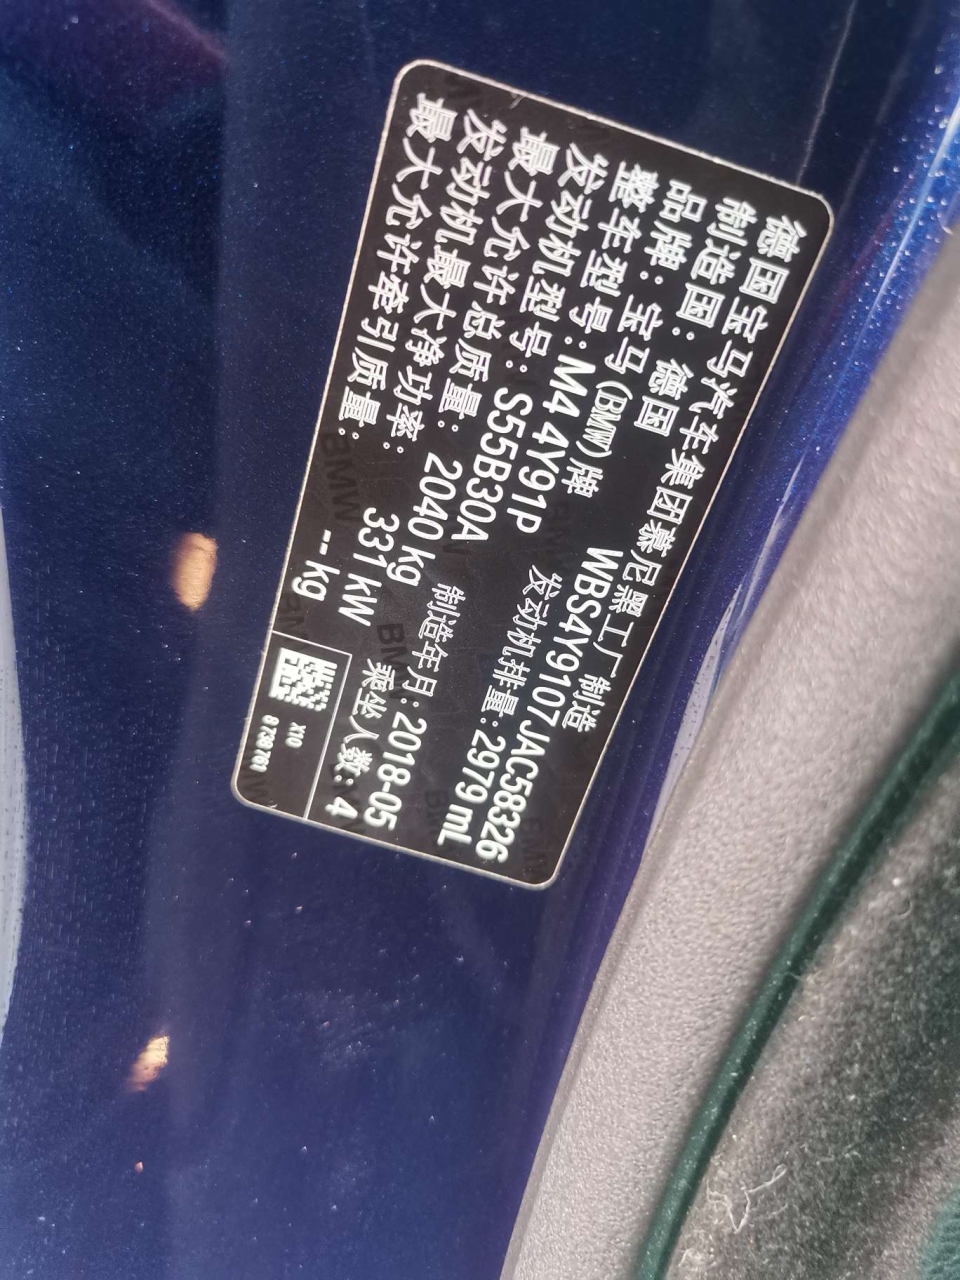 德国宝马汽车集团慕尼黑工厂制造
制造国：德国
品牌：宝马(BMW)牌 WBS4Y9107JAC58326
整车型号：M4 4Y91P 发动机排量：2979 mL
发动机型号：S55B30A
最大允许总质量：2040 kg 制造年月：2018-05
发动机最大净功率：331 kW 乘坐人数：4
最大允许牵引质量：-- kg
X10
8 739 761